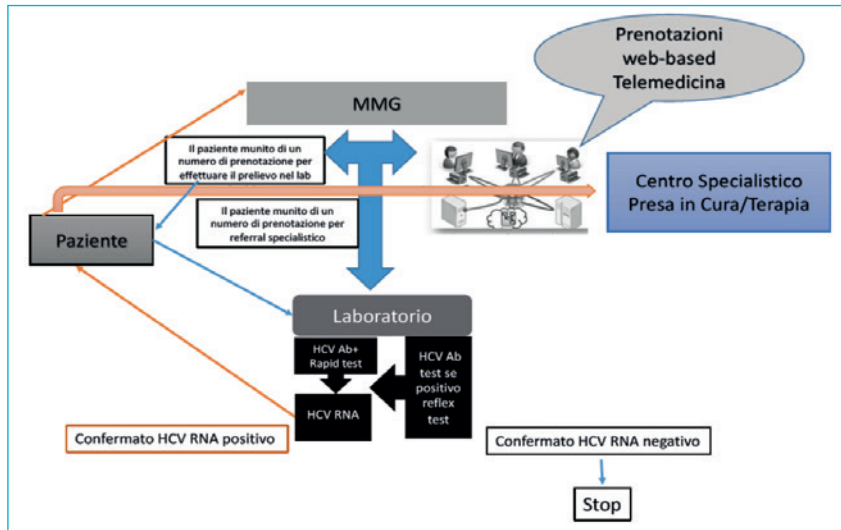 Prenotazioni
web-based
Telemedicina
MMG
Il paziente munito di un
numero di prenotazione per
effettuare il prelievo nel lab
Centro Specialistico
Presa in Cura/Terapia
Il paziente munito di un
numero di prenotazione per
referral specialistico
Paziente
Laboratorio
HCV Ab+
Rapid test
HCV Ab
test se
positivo
reflex
test
HCV RNA
Confermato HCV RNA positivo
Confermato HCV RNA negativo
Stop